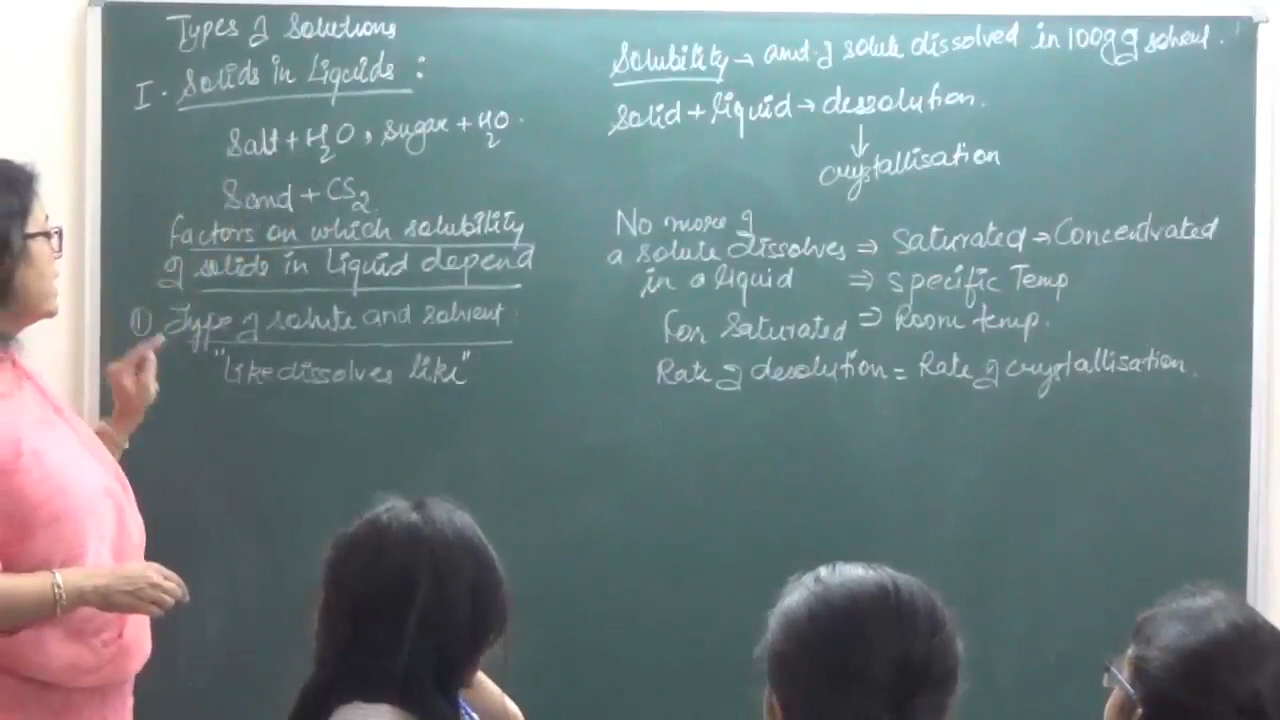 Types of Solutions
I. Solids in Liquids :
Salt + H2O, Sugar + H2O.
Sand + CS2
factors on which solubility
of solids in Liquid depend
① Type of solute and solvent
"Like dissolves like"
Solubility → amt. of solute dissolved in 100g of solvent.
Solid + liquid → dessolution.
↓
crystallisation
No more of
a solute dissolves ⇒ Saturated → Concentrated
in a liquid ⇒ Specific Temp
For Saturated ⇒ Room temp.
Rate of desolution = Rate of crystallisation.